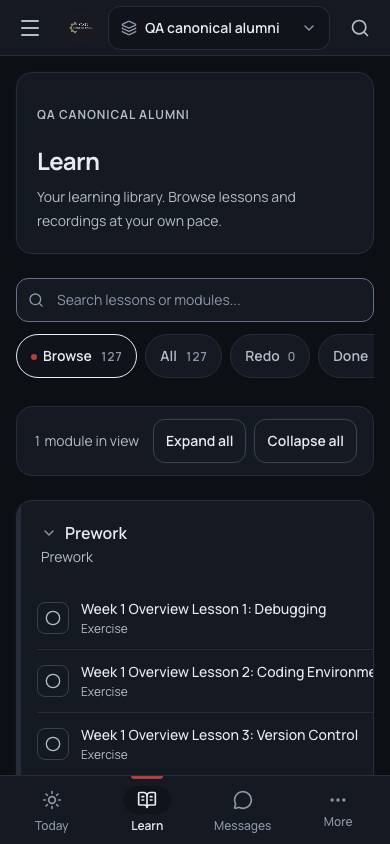 QA canonical alumni
QA CANONICAL ALUMNI
Learn
Your learning library. Browse lessons and
recordings at your own pace.
Search lessons or modules...
Browse 127 All 127 Redo 0 Done
1 module in view Expand all Collapse all
Prework
Prework
Week 1 Overview Lesson 1: Debugging
Exercise
Week 1 Overview Lesson 2: Coding Environme
Exercise
Week 1 Overview Lesson 3: Version Control
Exercise
Today Learn Messages More